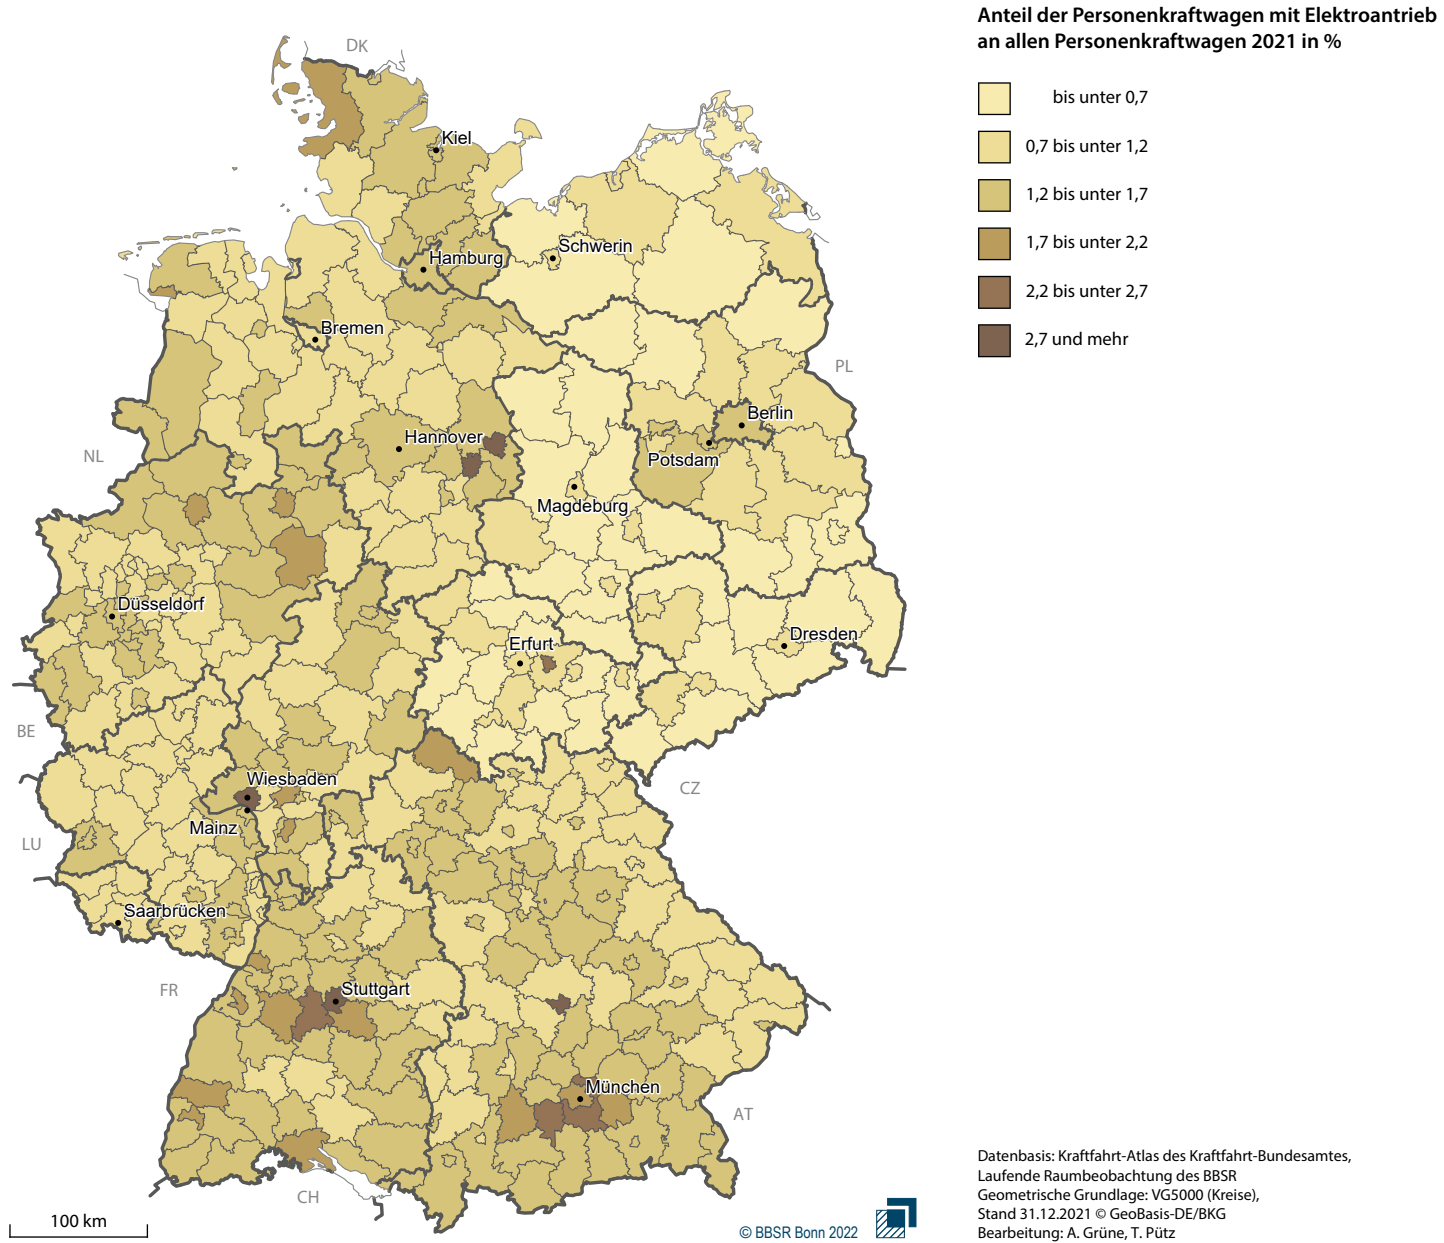 Anteil der Personenkraftwagen mit Elektroantrieb
an allen Personenkraftwagen 2021 in %
bis unter 0,7
0,7 bis unter 1,2
1,2 bis unter 1,7
1,7 bis unter 2,2
2,2 bis unter 2,7
2,7 und mehr
DK
Kiel
Schwerin
Hamburg
Bremen
PL
Berlin
Hannover
NL
Potsdam
Magdeburg
Düsseldorf
Dresden
Erfurt
BE
Wiesbaden
CZ
Mainz
LU
Saarbrücken
FR
Stuttgart
München
AT
CH
100 km
© BBSR Bonn 2022
Datenbasis: Kraftfahrt-Atlas des Kraftfahrt-Bundesamtes,
Laufende Raumbeobachtung des BBSR
Geometrische Grundlage: VG5000 (Kreise),
Stand 31.12.2021 © GeoBasis-DE/BKG
Bearbeitung: A. Grüne, T. Pütz